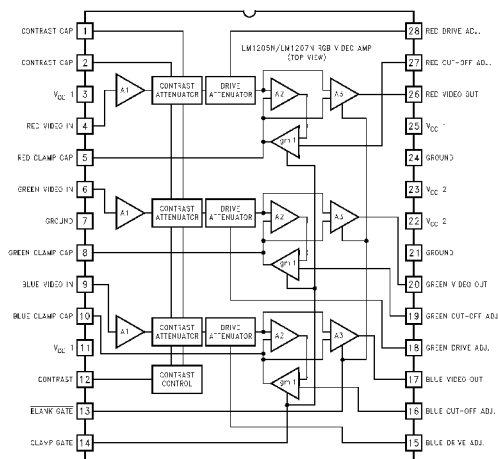 CONTRAST CAP 1
CONTRAST CAP 2
VCC 1 3
RED VIDEO IN 4
RED CLAMP CAP 5
GREEN VIDEO IN 6
GROUND 7
GREEN CLAMP CAP 8
BLUE VIDEO IN 9
BLUE CLAMP CAP 10
VCC 1 11
CONTRAST 12
BLANK GATE 13
CLAMP GATE 14
LM1205N/LM1207N RGB VIDEO AMP
(TOP VIEW)
A1
CONTRAST
ATTENUATOR
DRIVE
ATTENUATOR
A2
A3
gm 1
A1
CONTRAST
ATTENUATOR
DRIVE
ATTENUATOR
A2
A3
gm 1
A1
CONTRAST
ATTENUATOR
DRIVE
ATTENUATOR
A2
A3
gm 1
CONTRAST
CONTROL
28 RED DRIVE ADJ.
27 RED CUT-OFF ADJ.
26 RED VIDEO OUT
25 VCC 1
24 GROUND
23 VCC 2
22 VCC 2
21 GROUND
20 GREEN VIDEO OUT
19 GREEN CUT-OFF ADJ
18 GREEN DRIVE ADJ.
17 BLUE VIDEO OUT
16 BLUE CUT-OFF ADJ.
15 BLUE DRIVE ADJ.